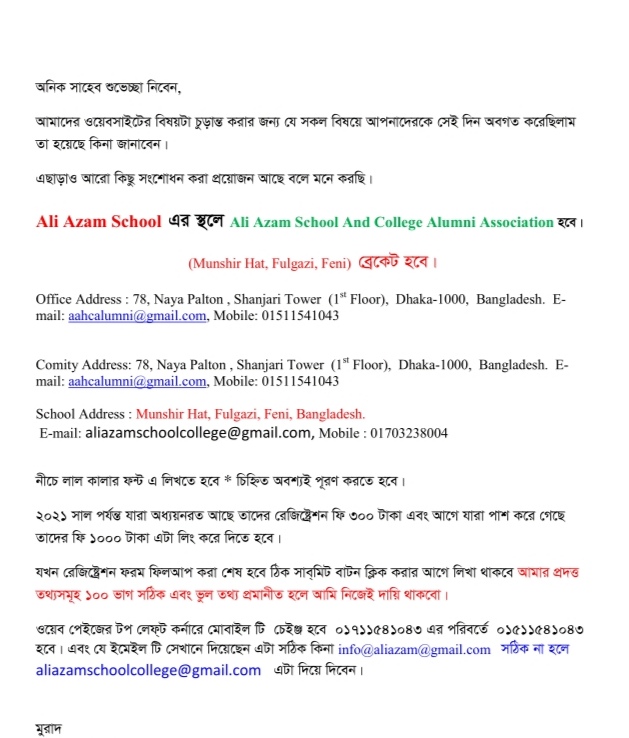 অনিক সাহেব শুভেচ্ছা নিবেন,
আমাদের ওয়েবসাইটের বিষয়টা চুড়ান্ত করার জন্য যে সকল বিষয়ে আপনাদেরকে সেই দিন অবগত করেছিলাম
তা হয়েছে কিনা জানাবেন।
এছাড়াও আরো কিছু সংশোধন করা প্রয়োজন আছে বলে মনে করছি।
Ali Azam School এর স্থলে Ali Azam School And College Alumni Association হবে।
(Munshir Hat, Fulgazi, Feni) ব্রেকেট হবে।
Office Address : 78, Naya Palton , Shanjari Tower (1st Floor), Dhaka-1000, Bangladesh. E-
mail: aahcalumni@gmail.com, Mobile: 01511541043
Comity Address: 78, Naya Palton , Shanjari Tower (1st Floor), Dhaka-1000, Bangladesh. E-
mail: aahcalumni@gmail.com, Mobile: 01511541043
School Address : Munshir Hat, Fulgazi, Feni, Bangladesh.
E-mail: aliazamschoolcollege@gmail.com, Mobile : 01703238004
নীচে লাল কালার ফন্ট এ লিখতে হবে * চিহ্নিত অবশ্যই পূরণ করতে হবে।
২০২১ সাল পর্যন্ত যারা অধ্যয়নরত আছে তাদের রেজিষ্ট্রেশন ফি ৩০০ টাকা এবং আগে যারা পাশ করে গেছে
তাদের ফি ১০০০ টাকা এটা লিং করে দিতে হবে।
যখন রেজিষ্ট্রেশন ফরম ফিলআপ করা শেষ হবে ঠিক সাব্‌মিট বাটন ক্লিক করার আগে লিখা থাকবে আমার প্রদত্ত
তথ্যসমূহ ১০০ ভাগ সঠিক এবং ভুল তথ্য প্রমানীত হলে আমি নিজেই দায়ি থাকবো।
ওয়েব পেইজের টপ লেফ্‌ট কর্নারে মোবাইল টি চেইঞ্জ হবে ০১৭১১৫৪১০৪৩ এর পরিবর্তে ০১৫১১৫৪১০৪৩
হবে। এবং যে ইমেইল টি সেখানে দিয়েছেন এটা সঠিক কিনা info@aliazam@gmail.com সঠিক না হলে
aliazamschoolcollege@gmail.com এটা দিয়ে দিবেন।
মুরাদ